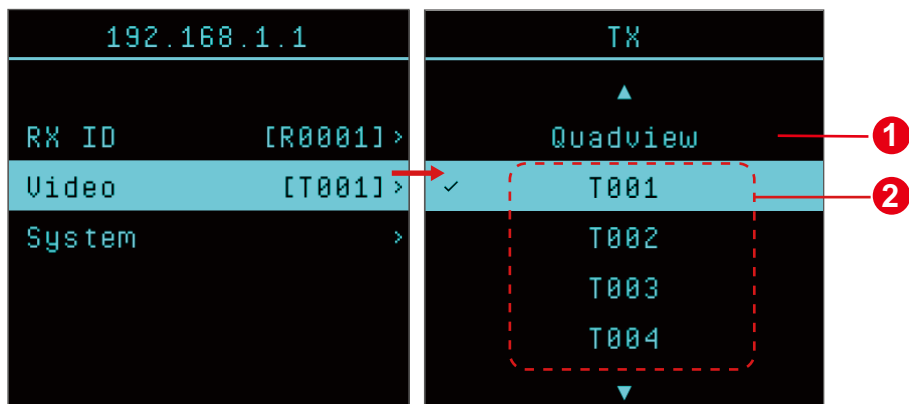 192.168.1.1
RX ID [R0001] >
Video [T001] >
System >
TX
▲
Quadview
✓ T001
T002
T003
T004
▼
1
2